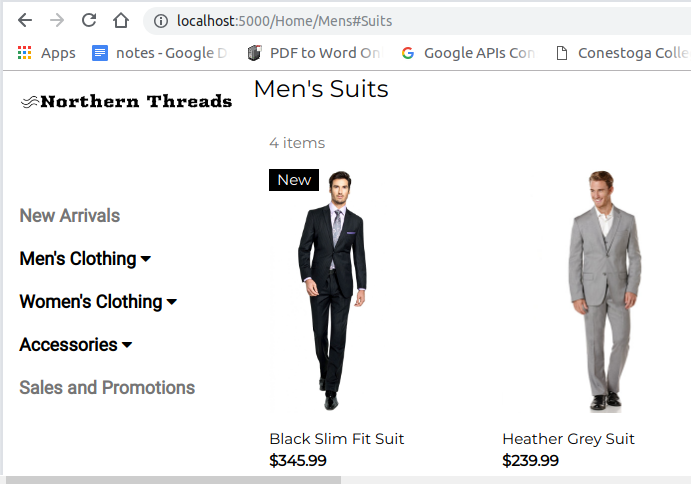 localhost:5000/Home/Mens#Suits
Apps notes - Google D PDF to Word On Google APIs Con Conestoga Colle
Northern Threads
Men's Suits
4 items
New
New Arrivals
Men's Clothing
Women's Clothing
Accessories
Sales and Promotions
Black Slim Fit Suit Heather Grey Suit
$345.99 $239.99